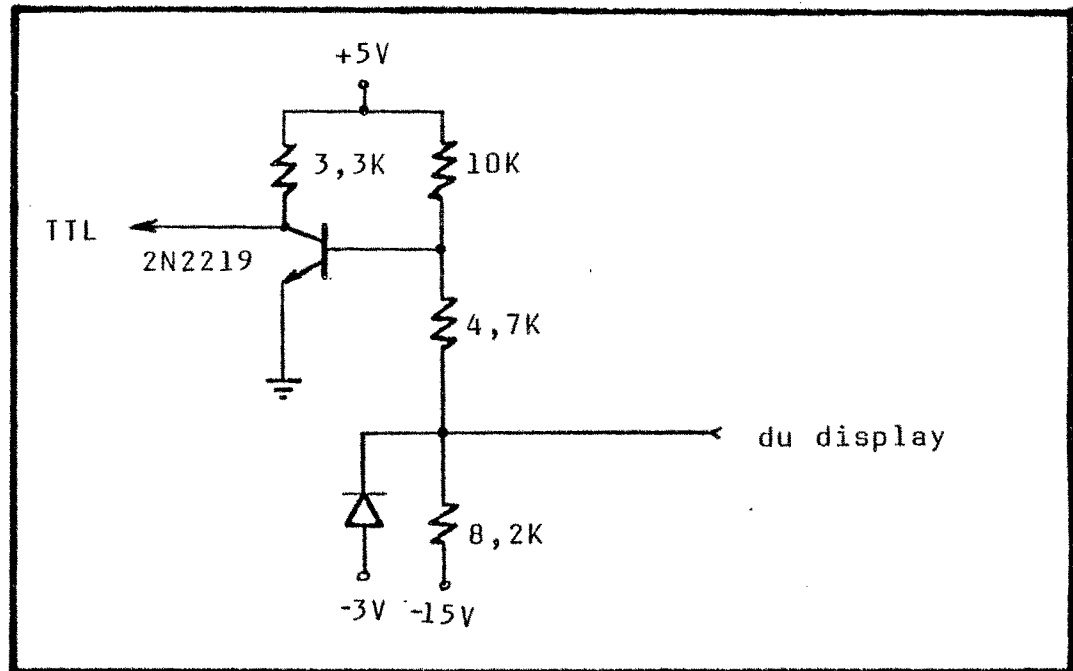 +5V
3,3K
10K
TTL
2N2219
4,7K
du display
8,2K
-3V
-15V